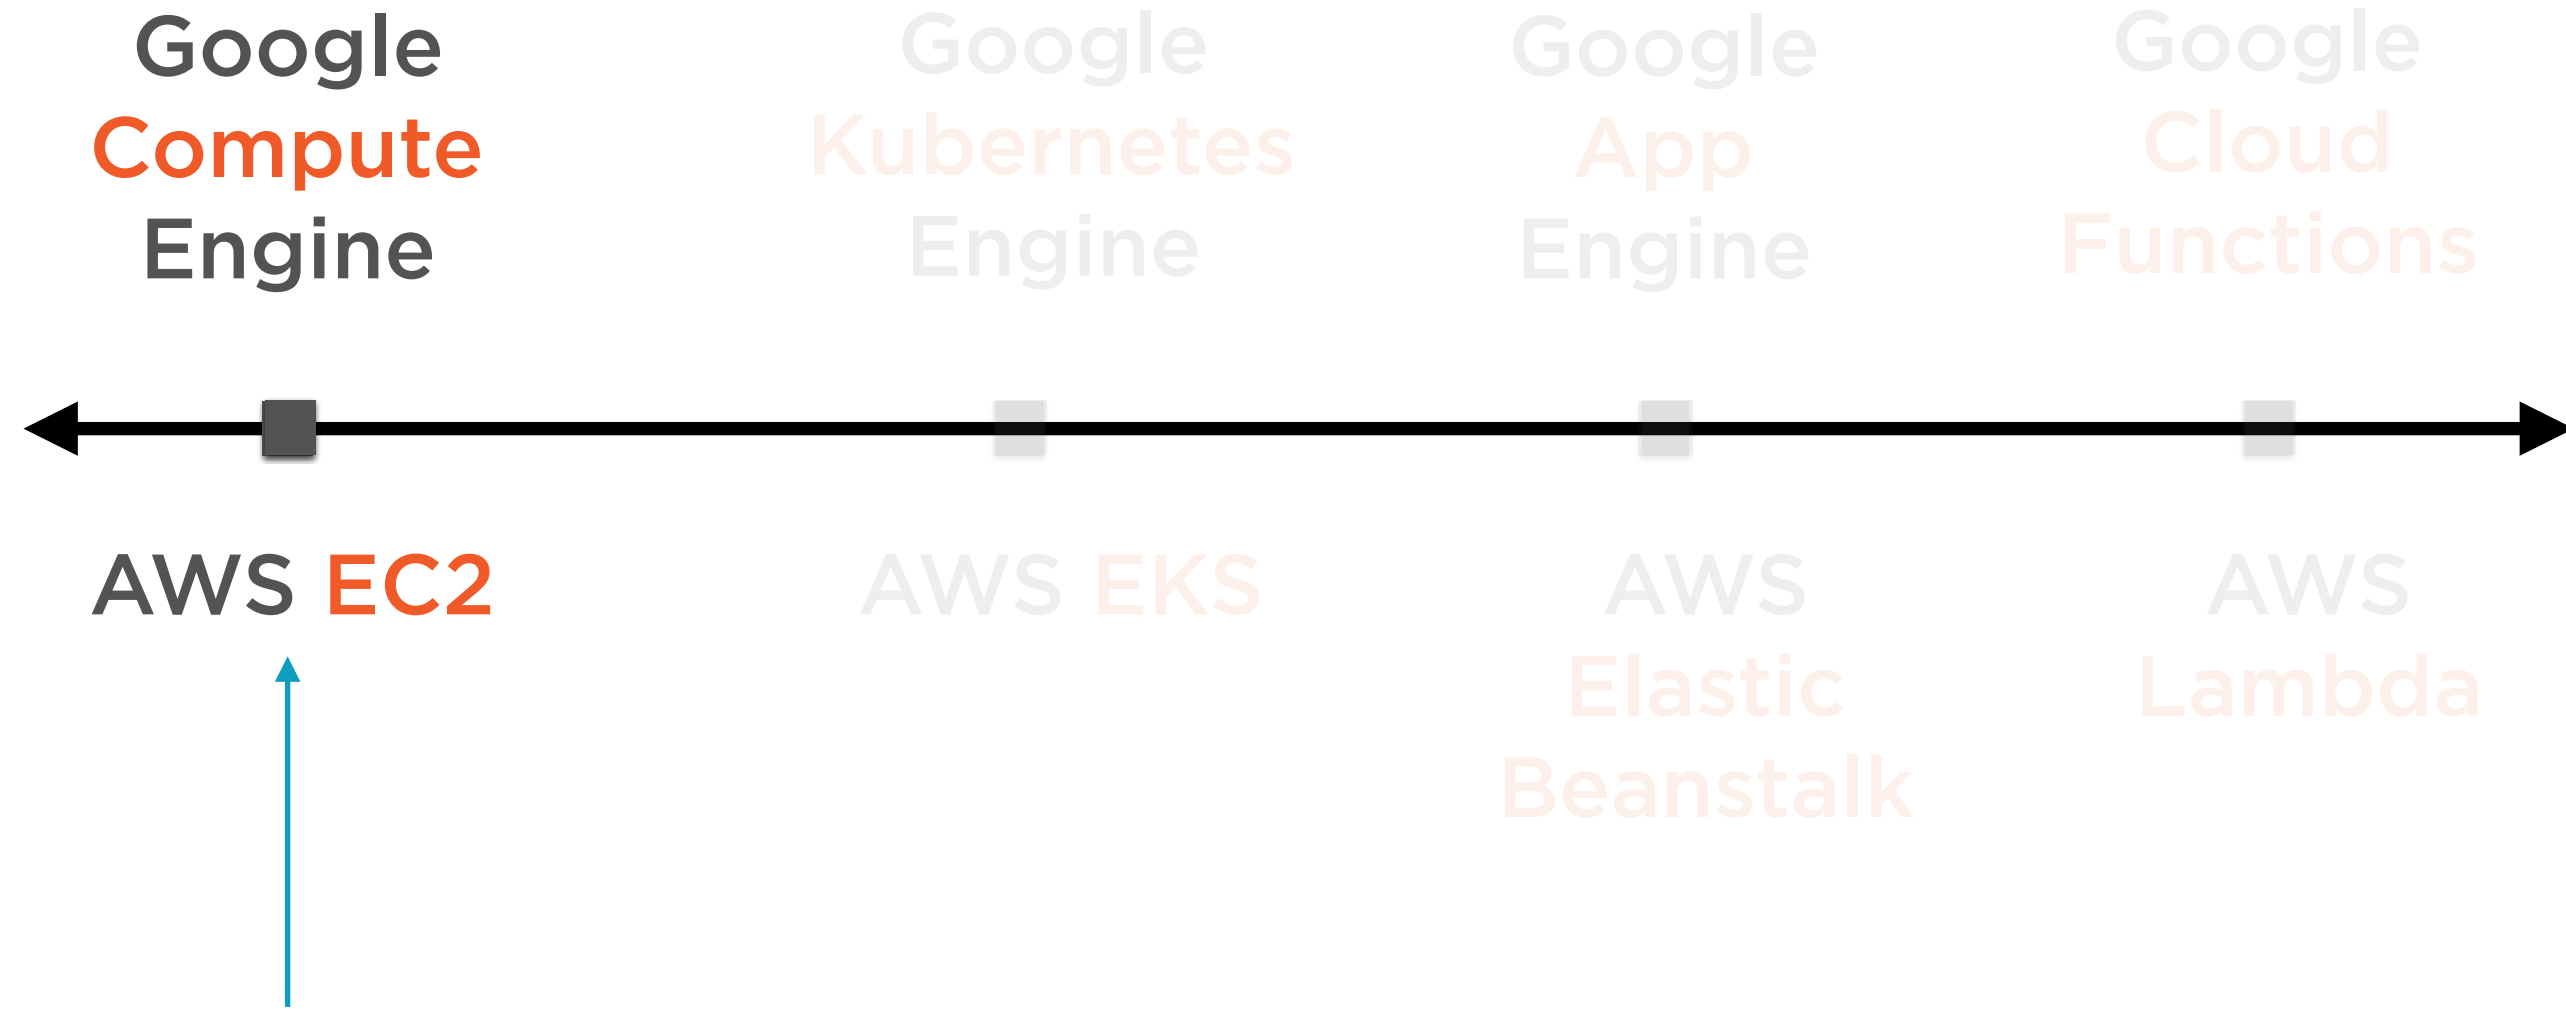 Google
Compute
Engine
Google
Kubernetes
Engine
Google
App
Engine
Google
Cloud
Functions
AWS EC2
AWS EKS
AWS
Elastic
Beanstalk
AWS
Lambda